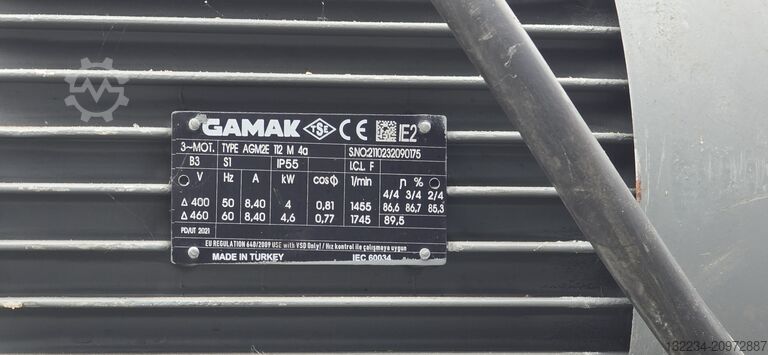 GAMAK TSE CE IE2
3~MOT. TYPE AGM2E 112 M 4a S.NO:2110232090175
B3 S1 IP55 I.CL F
V Hz A kW cosϕ 1/min η %
4/4 3/4 2/4
Δ 400 50 8,40 4 0,81 1455 86,6 86,7 85,3
Δ 460 60 8,40 4,6 0,77 1745 89,5
PD/UT 2021
EU REGULATION 640/2009 USE with VSD Only! / Hız kontrol ile çalışmaya uygun
MADE IN TURKEY IEC 60034
132234-20972887